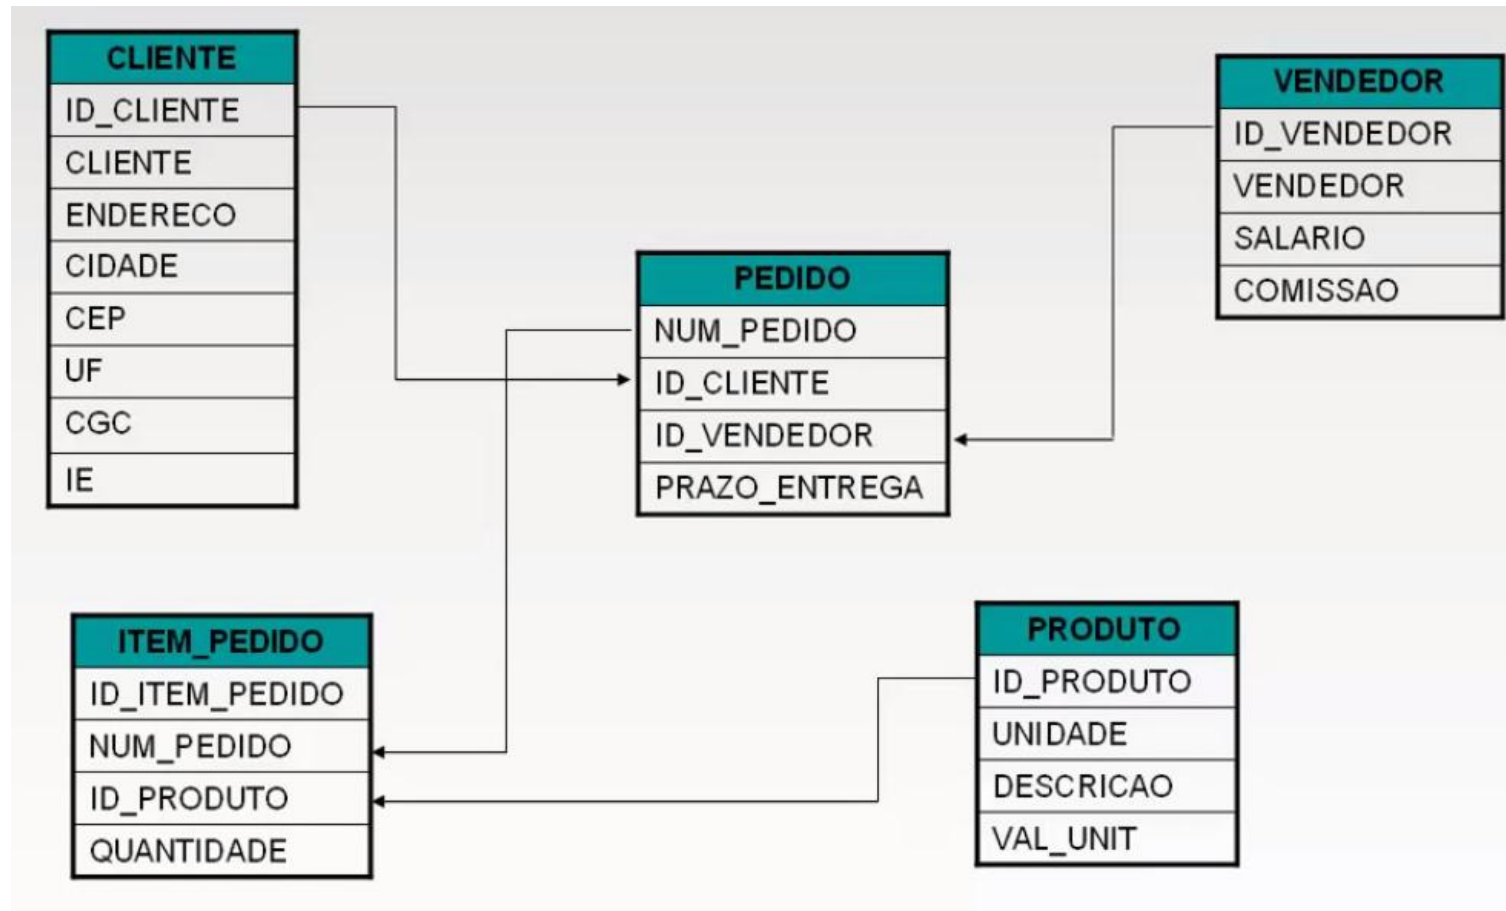 CLIENTE
ID_CLIENTE
CLIENTE
ENDERECO
CIDADE
CEP
UF
CGC
IE
VENDEDOR
ID_VENDEDOR
VENDEDOR
SALARIO
COMISSAO
PEDIDO
NUM_PEDIDO
ID_CLIENTE
ID_VENDEDOR
PRAZO_ENTREGA
ITEM_PEDIDO
ID_ITEM_PEDIDO
NUM_PEDIDO
ID_PRODUTO
QUANTIDADE
PRODUTO
ID_PRODUTO
UNIDADE
DESCRICAO
VAL_UNIT